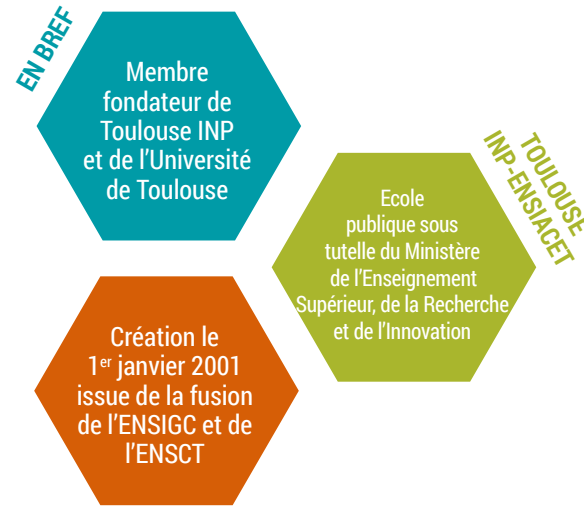 EN BREF
Membre
fondateur de
Toulouse INP
et de l'Université
de Toulouse
TOULOUSE
INP-ENSIACET
Ecole
publique sous
tutelle du Ministère
de l'Enseignement
Supérieur, de la Recherche
et de l'Innovation
Création le
1er janvier 2001
issue de la fusion
de l'ENSIGC et de
l'ENSCT